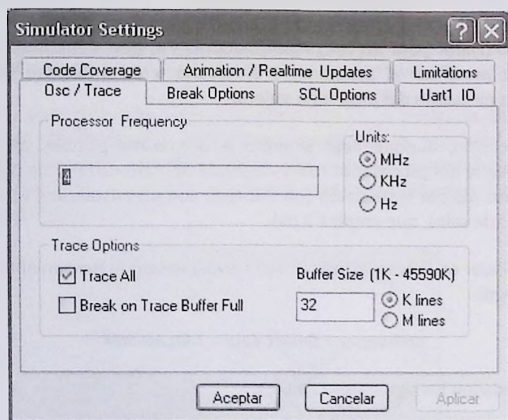 Simulator Settings
Code Coverage Animation / Realtime Updates Limitations
Osc / Trace Break Options SCL Options Uart1 IO
Processor Frequency
Units:
4
MHz
KHz
Hz
Trace Options
Trace All
Buffer Size (1K - 45590K)
Break on Trace Buffer Full
32
K lines
M lines
Aceptar Cancelar Aplicar